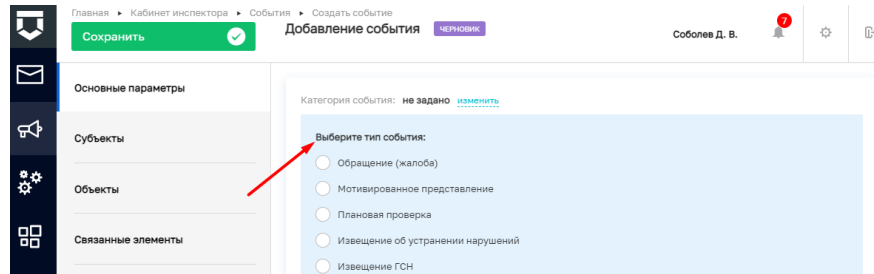 Главная ▸ Кабинет инспектора ▸ События ▸ Создать событие
Сохранить
Добавление события ЧЕРНОВИК
Соболев Д. В.
7
Основные параметры
Субъекты
Объекты
Связанные элементы
Категория события: не задано изменить
Выберите тип события:
Обращение (жалоба)
Мотивированное представление
Плановая проверка
Извещение об устранении нарушений
Извещение ГСН